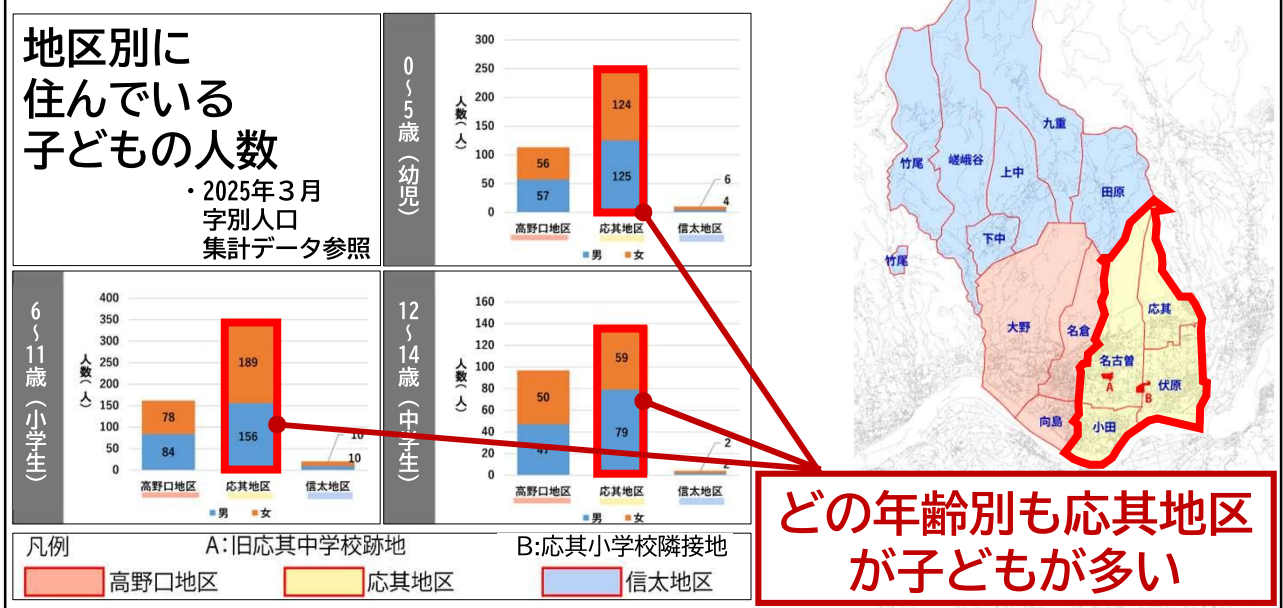 地区別に
住んでいる
子どもの人数
・2025年３月
字別人口
集計データ参照
0～5歳（幼児）
人数(人)
300
250
200
150
100
50
0
56
57
124
125
6
4
高野口地区
応其地区
信太地区
男 女
6～11歳（小学生）
人数(人)
400
350
300
250
200
150
100
50
0
78
84
189
156
10
10
高野口地区
応其地区
信太地区
男 女
12～14歳（中学生）
人数(人)
160
140
120
100
80
60
40
20
0
50
47
59
79
2
2
高野口地区
応其地区
信太地区
男 女
凡例
A:旧応其中学校跡地
B:応其小学校隣接地
高野口地区
応其地区
信太地区
九重
竹尾
嵯峨谷
上中
田原
下中
竹尾
応其
大野
名倉
名古曽
A
B
伏原
向島
小田
どの年齢別も応其地区
が子どもが多い